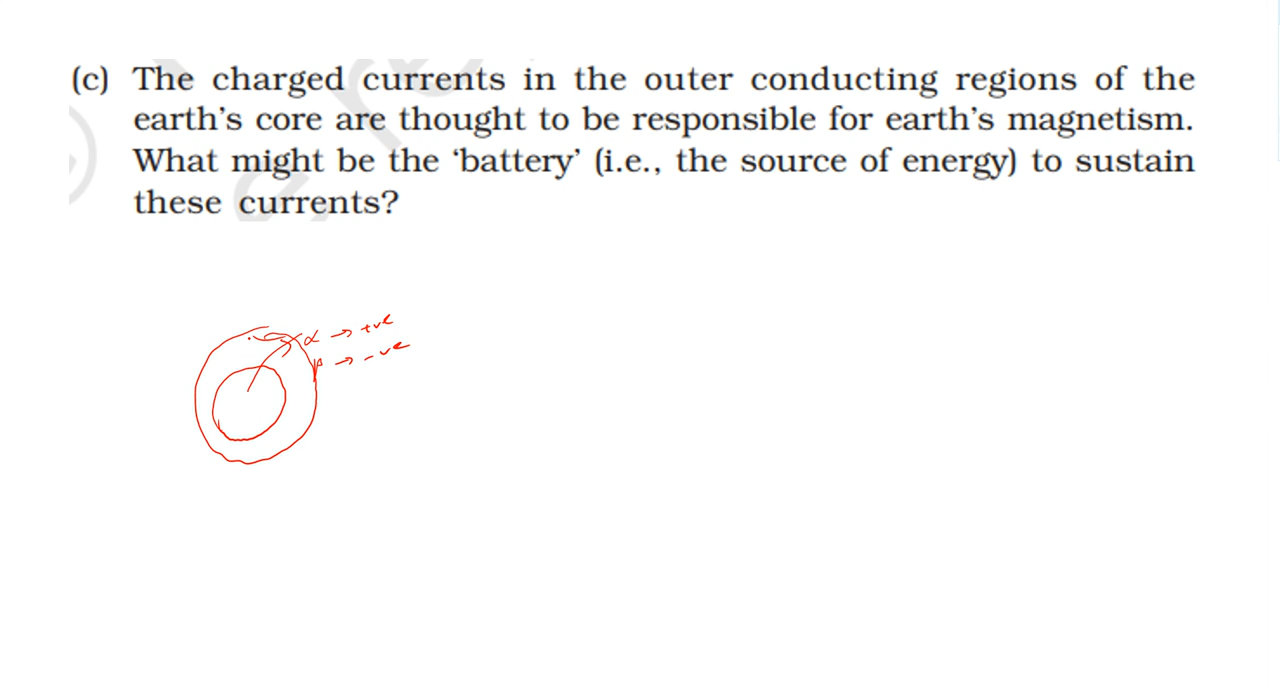 (c) The charged currents in the outer conducting regions of the
earth's core are thought to be responsible for earth's magnetism.
What might be the 'battery' (i.e., the source of energy) to sustain
these currents?
α → +ve
β → -ve